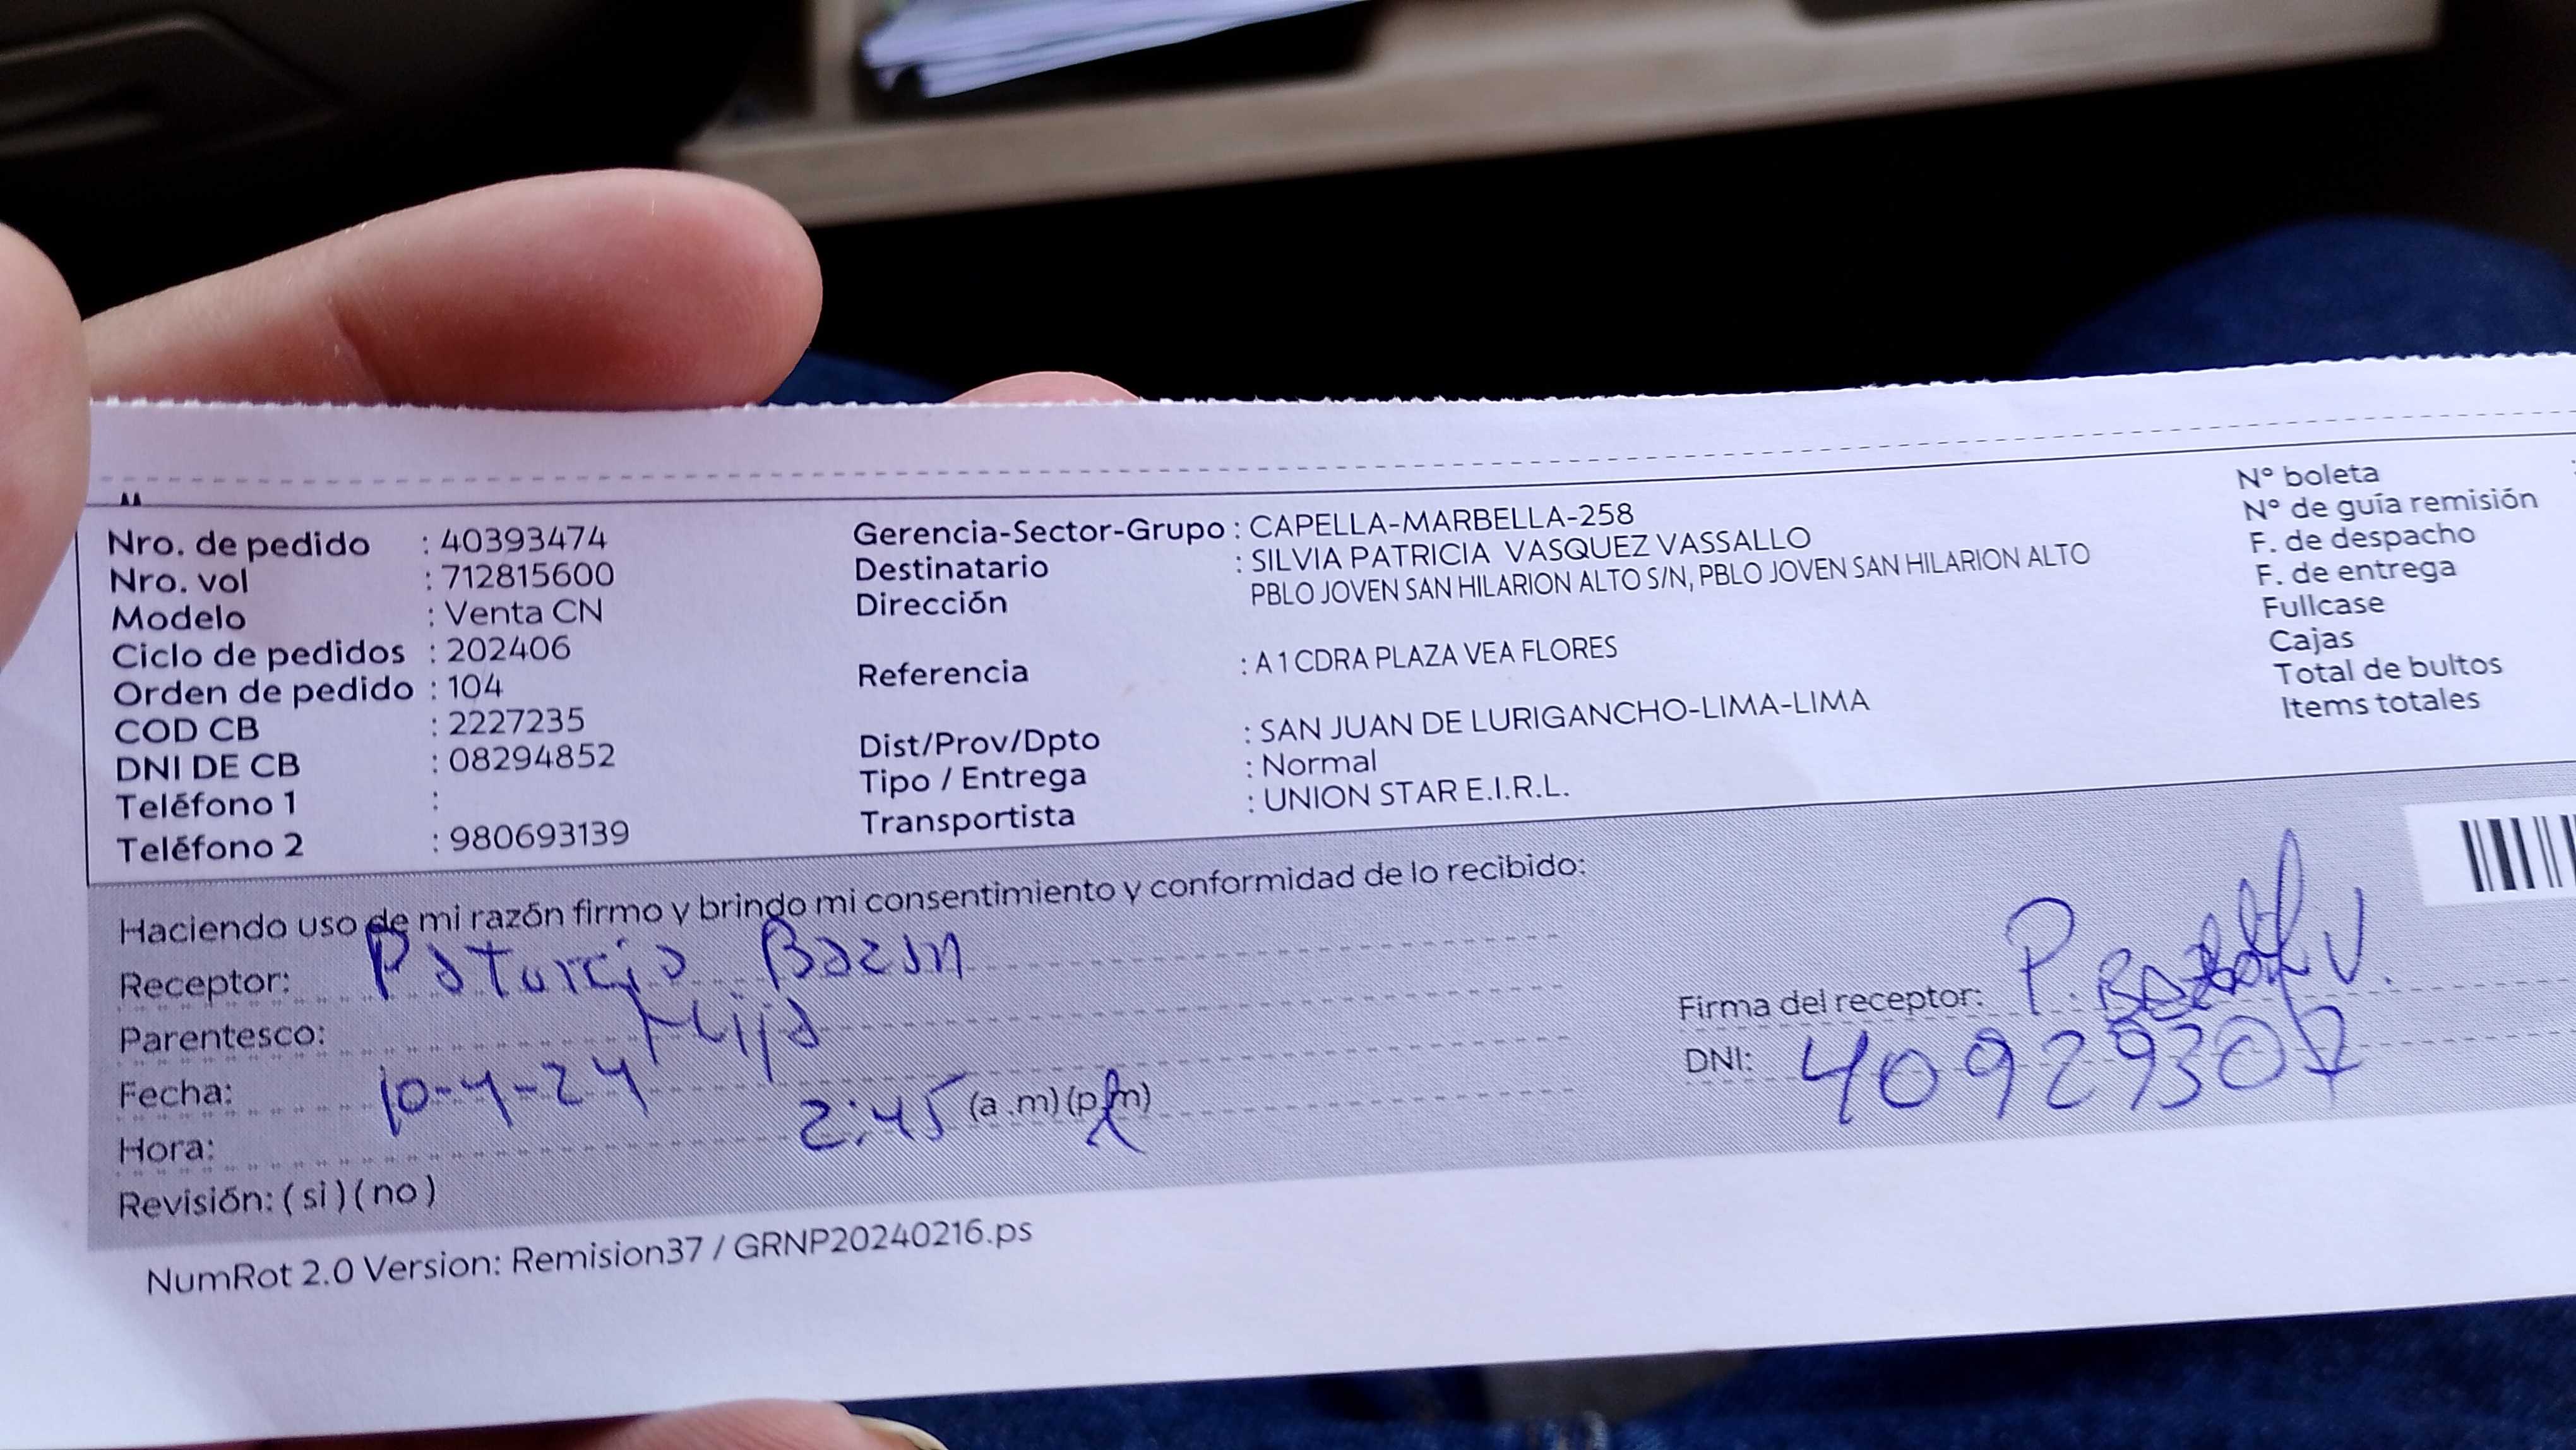 Nro. de pedido : 40393474
Nro. vol : 712815600
Modelo : Venta CN
Ciclo de pedidos : 202406
Orden de pedido : 104
COD CB : 2227235
DNI DE CB : 08294852
Teléfono 1 :
Teléfono 2 : 980693139
Gerencia-Sector-Grupo : CAPELLA-MARBELLA-258
Destinatario : SILVIA PATRICIA VASQUEZ VASSALLO
Dirección PBLO JOVEN SAN HILARION ALTO S/N, PBLO JOVEN SAN HILARION ALTO
Referencia : A 1 CDRA PLAZA VEA FLORES
Dist/Prov/Dpto : SAN JUAN DE LURIGANCHO-LIMA-LIMA
Tipo / Entrega : Normal
Transportista : UNION STAR E.I.R.L.
N° boleta :
N° de guía remisión
F. de despacho
F. de entrega
Fullcase
Cajas
Total de bultos
Items totales
Haciendo uso de mi razón firmo y brindo mi consentimiento y conformidad de lo recibido:
Receptor:
Parentesco: Hija
Fecha: 10-4-24
Hora: 2:45 (a.m) (p.m)
Revisión: ( si ) ( no )
Firma del receptor:
DNI: 40929307
NumRot 2.0 Version: Remision37 / GRNP20240216.ps